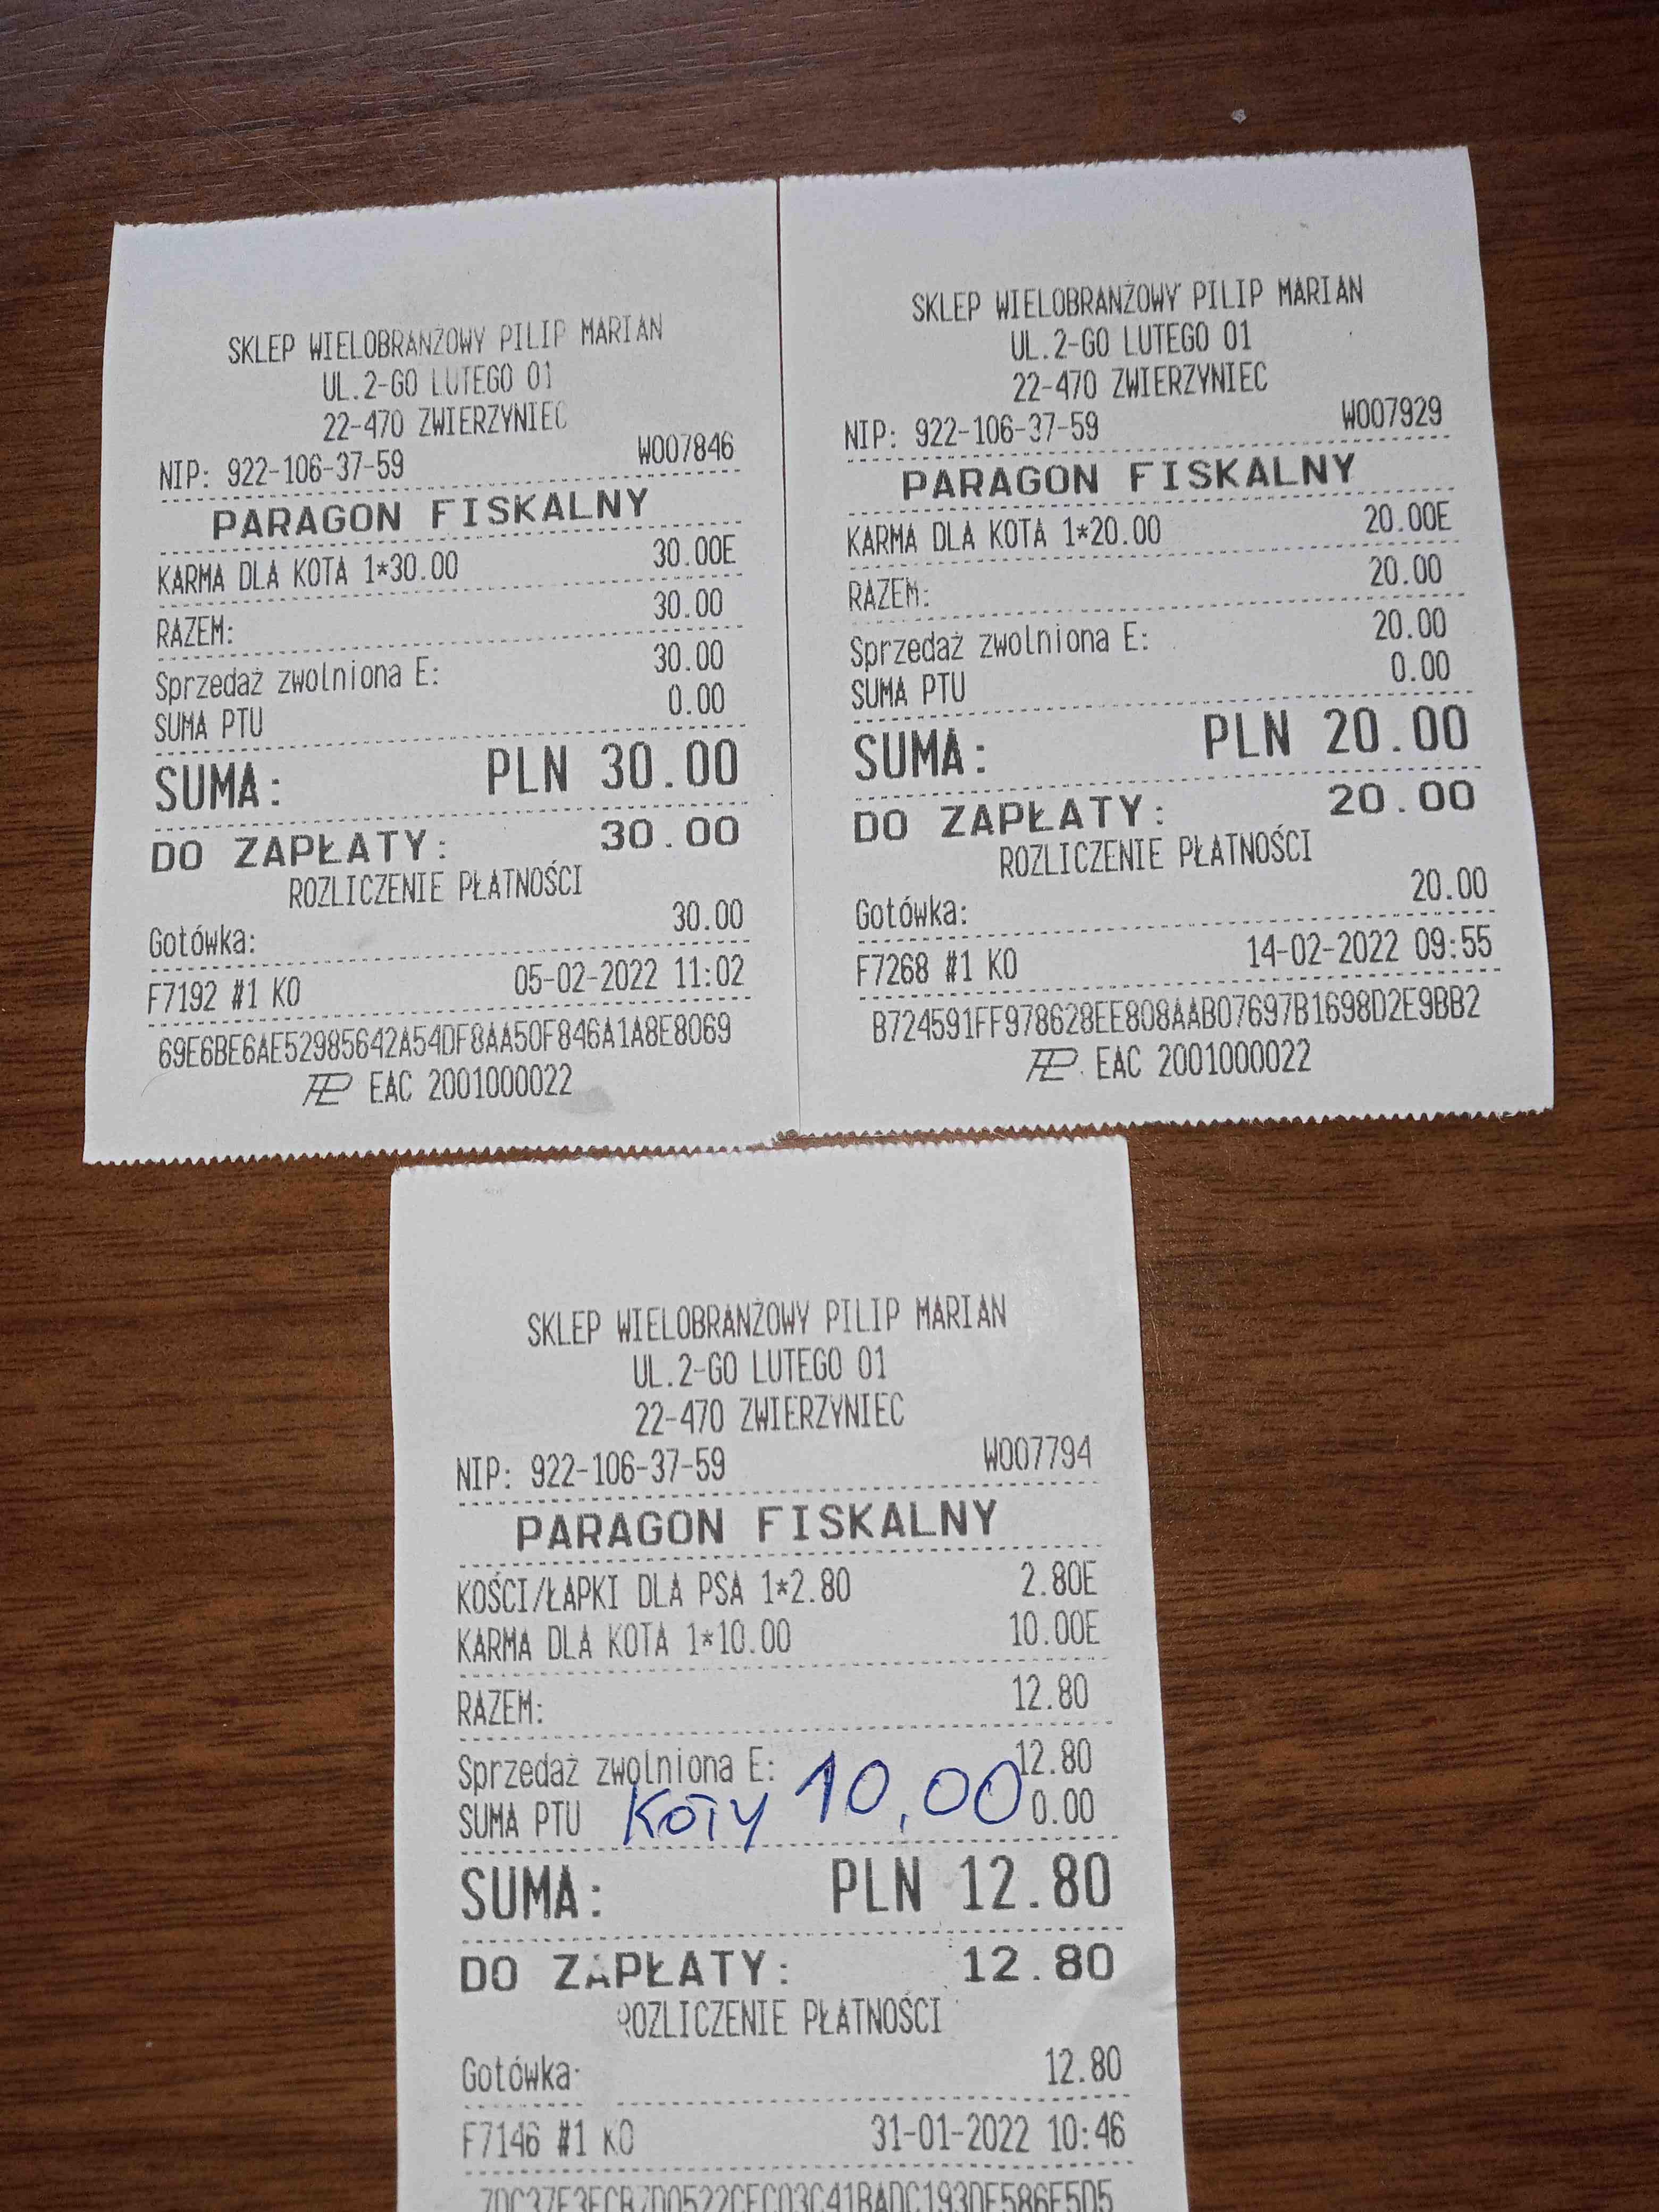 SKLEP WIELOBRANŻOWY PILIP MARIAN
UL.2-GO LUTEGO 01
22-470 ZWIERZYNIEC
NIP: 922-106-37-59 W007846
PARAGON FISKALNY
KARMA DLA KOTA 1*30.00 30.00E
RAZEM: 30.00
Sprzedaż zwolniona E: 30.00
SUMA PTU 0.00
SUMA: PLN 30.00
DO ZAPŁATY: 30.00
ROZLICZENIE PŁATNOŚCI
Gotówka: 30.00
F7192 #1 KO 05-02-2022 11:02
69E6BE6AE52985642A54DF8AA50F846A1A8E8069
EAC 2001000022
SKLEP WIELOBRANŻOWY PILIP MARIAN
UL.2-GO LUTEGO 01
22-470 ZWIERZYNIEC
NIP: 922-106-37-59 W007929
PARAGON FISKALNY
KARMA DLA KOTA 1*20.00 20.00E
RAZEM: 20.00
Sprzedaż zwolniona E: 20.00
SUMA PTU 0.00
SUMA: PLN 20.00
DO ZAPŁATY: 20.00
ROZLICZENIE PŁATNOŚCI
Gotówka: 20.00
F7268 #1 KO 14-02-2022 09:55
B724591FF978628EE808AAB07697B1698D2E9BB2
EAC 2001000022
SKLEP WIELOBRANŻOWY PILIP MARIAN
UL.2-GO LUTEGO 01
22-470 ZWIERZYNIEC
NIP: 922-106-37-59 W007794
PARAGON FISKALNY
KOŚCI/ŁAPKI DLA PSA 1*2.80 2.80E
KARMA DLA KOTA 1*10.00 10.00E
RAZEM: 12.80
Sprzedaż zwolniona E: 12.80
SUMA PTU 0.00
Koty 10,00
SUMA: PLN 12.80
DO ZAPŁATY: 12.80
ROZLICZENIE PŁATNOŚCI
Gotówka: 12.80
F7146 #1 KO 31-01-2022 10:46